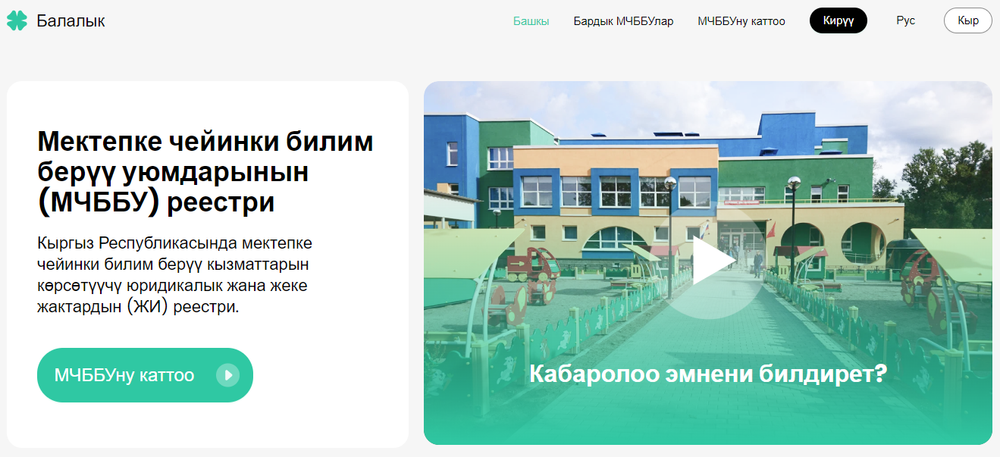 Балалык
Башкы
Бардык МЧББУлар
МЧББУну каттоо
Кирүү
Рус
Кыр
Мектепке чейинки билим
берүү уюмдарынын
(МЧББУ) реестри
Кыргыз Республикасында мектепке
чейинки билим берүү кызматтарын
көрсөтүүчү юридикалык жана жеке
жактардын (ЖИ) реестри.
МЧББУну каттоо
Кабаролоо эмнени билдирет?